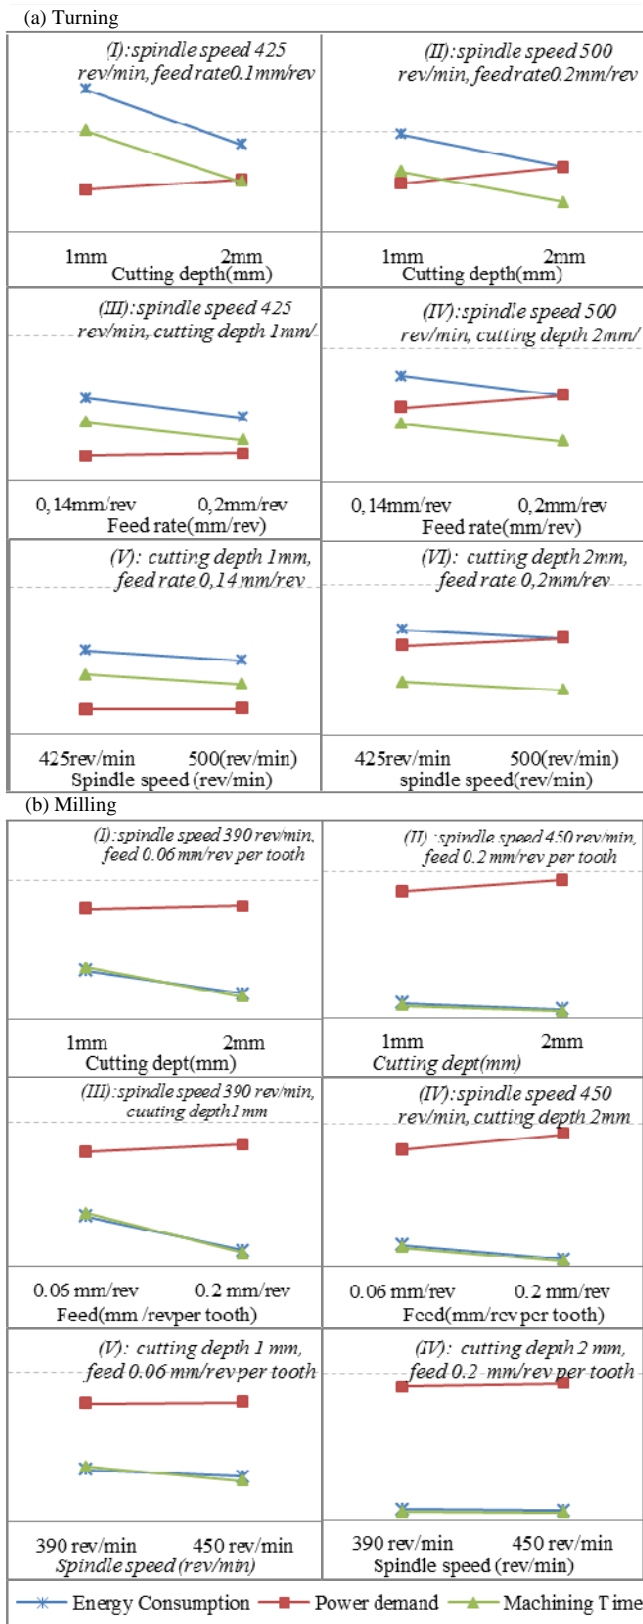 (a) Turning
(I):spindle speed 425
rev/min, feed rate0.1mm/rev
1mm 2mm
Cutting depth(mm)
(II):spindle speed 500
rev/min, feed rate0.2mm/rev
1mm 2mm
Cutting depth(mm)
(III):spindle speed 425
rev/min, cutting depth 1mm/
0,14mm/rev 0,2mm/rev
Feed rate(mm/rev)
(IV):spindle speed 500
rev/min, cutting depth 2mm/
0,14mm/rev 0,2mm/rev
Feed rate(mm/rev)
(V): cutting depth 1mm,
feed rate 0,14 mm/rev
425rev/min 500(rev/min)
Spindle speed (rev/min)
(VI): cutting depth 2mm,
feed rate 0,2mm/rev
425rev/min 500(rev/min)
spindle speed(rev/min)
(b) Milling
(I):spindle speed 390 rev/min,
feed 0.06 mm/rev per tooth
1mm 2mm
Cutting dept(mm)
(II) :spindle speed 450 rev/min,
feed 0.2 mm/rev per tooth
1mm 2mm
Cutting dept(mm)
(III):spindle speed 390 rev/min,
cuuting depth 1mm
0.06 mm/rev 0.2 mm/rev
Feed(mm /revper tooth)
(IV):spindle speed 450
rev/min, cutting depth 2mm
0.06 mm/rev 0.2 mm/rev
Feed(mm/rev per tooth)
(V): cutting depth 1 mm,
feed 0.06 mm/rev per tooth
390 rev/min 450 rev/min
Spindle speed (rev/min)
(IV): cutting depth 2 mm,
feed 0.2 mm/rev per tooth
390 rev/min 450 rev/min
Spindle speed (rev/min)
Energy Consumption Power demand Machining Time